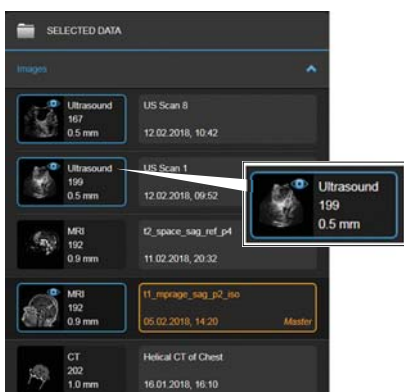 SELECTED DATA
Images
Ultrasound
167
0.5 mm
US Scan 8
12.02.2018, 10:42
Ultrasound
199
0.5 mm
US Scan 1
12.02.2018, 09:52
Ultrasound
199
0.5 mm
MRI
192
0.9 mm
t2_space_sag_ref_p4
11.02.2018, 20:32
MRI
192
0.9 mm
t1_mprage_sag_p2_iso
05.02.2018, 14:20 Master
CT
202
1.0 mm
Helical CT of Chest
16.01.2018, 16:10